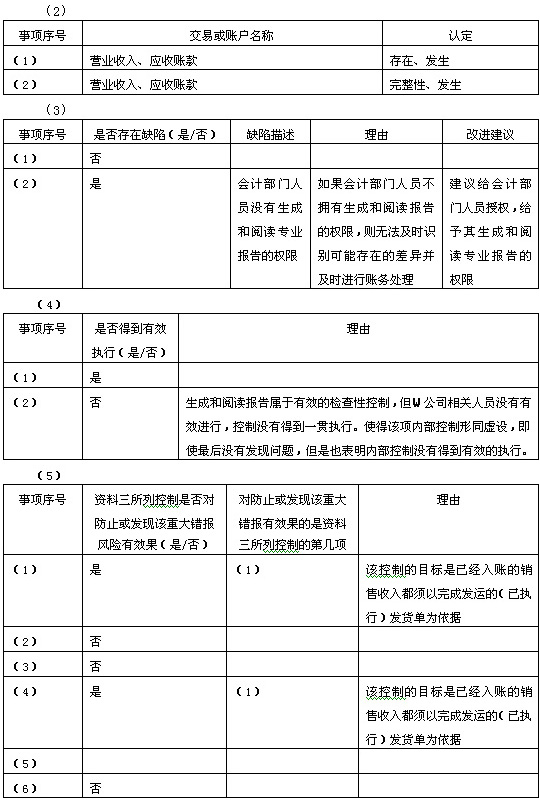 （2）
事项序号 交易或账户名称 认定
（1） 营业收入、应收账款 存在、发生
（2） 营业收入、应收账款 完整性、发生
（3）
事项序号 是否存在缺陷（是/否） 缺陷描述 理由 改进建议
（1） 否
（2） 是 会计部门人 如果会计部门人员不 建议给会计部
员没有生成 拥有生成和阅读报告 门人员授权，给
和阅读专业 的权限，则无法及时识 予其生成和阅
报告的权限 别可能存在的差异并 读专业报告的
及时进行账务处理 权限
（4）
事项序号 是否得到有效 理由
执行（是/否）
（1） 是
（2） 否 生成和阅读报告属于有效的检查性控制，但W公司相关人员没有有
效进行，控制没有得到一贯执行。使得该项内部控制形同虚设，即
使最后没有发现问题，但是也表明内部控制没有得到有效的执行。
（5）
事项序号 资料三所列控制是否对 对防止或发现该重大 理由
防止或发现该重大错报 错报有效果的是资料
风险有效果（是/否） 三所列控制的第几项
（1） 是 （1） 该控制的目标是已经入账的销
售收入都须以完成发运的（已执
行）发货单为依据
（2） 否
（3） 否
（4） 是 （1） 该控制的目标是已经入账的销
售收入都须以完成发运的（已执
行）发货单为依据
（5）
（6） 否